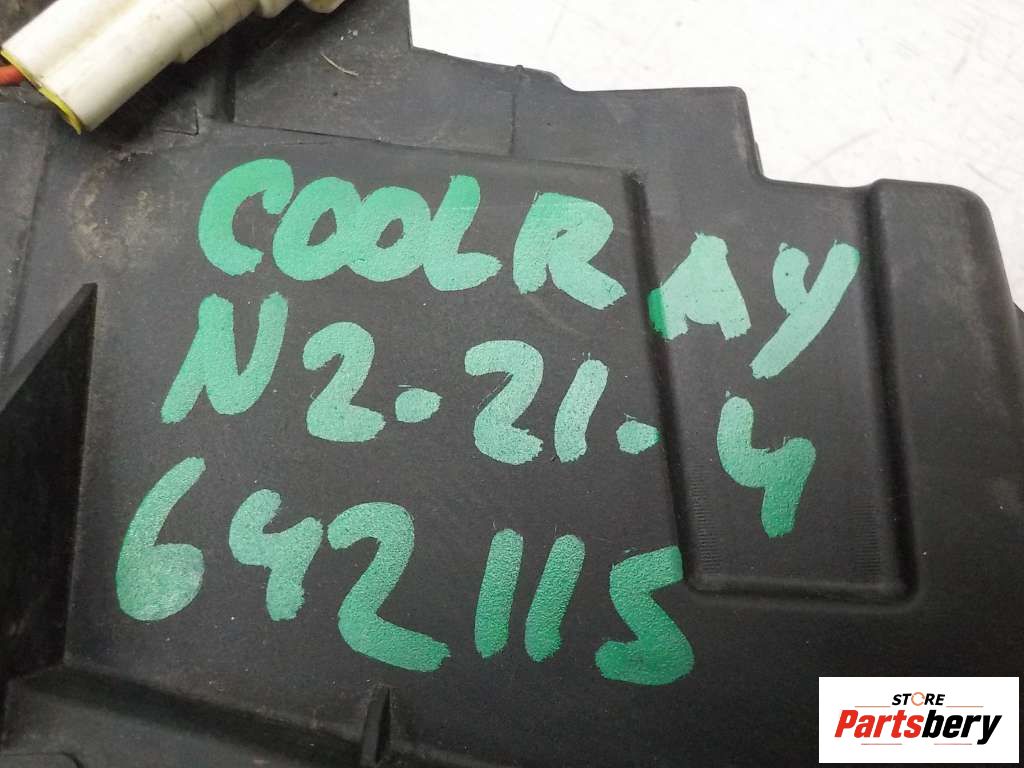 COOLRAY
N2-21-4
642115
STORE
Partsbery